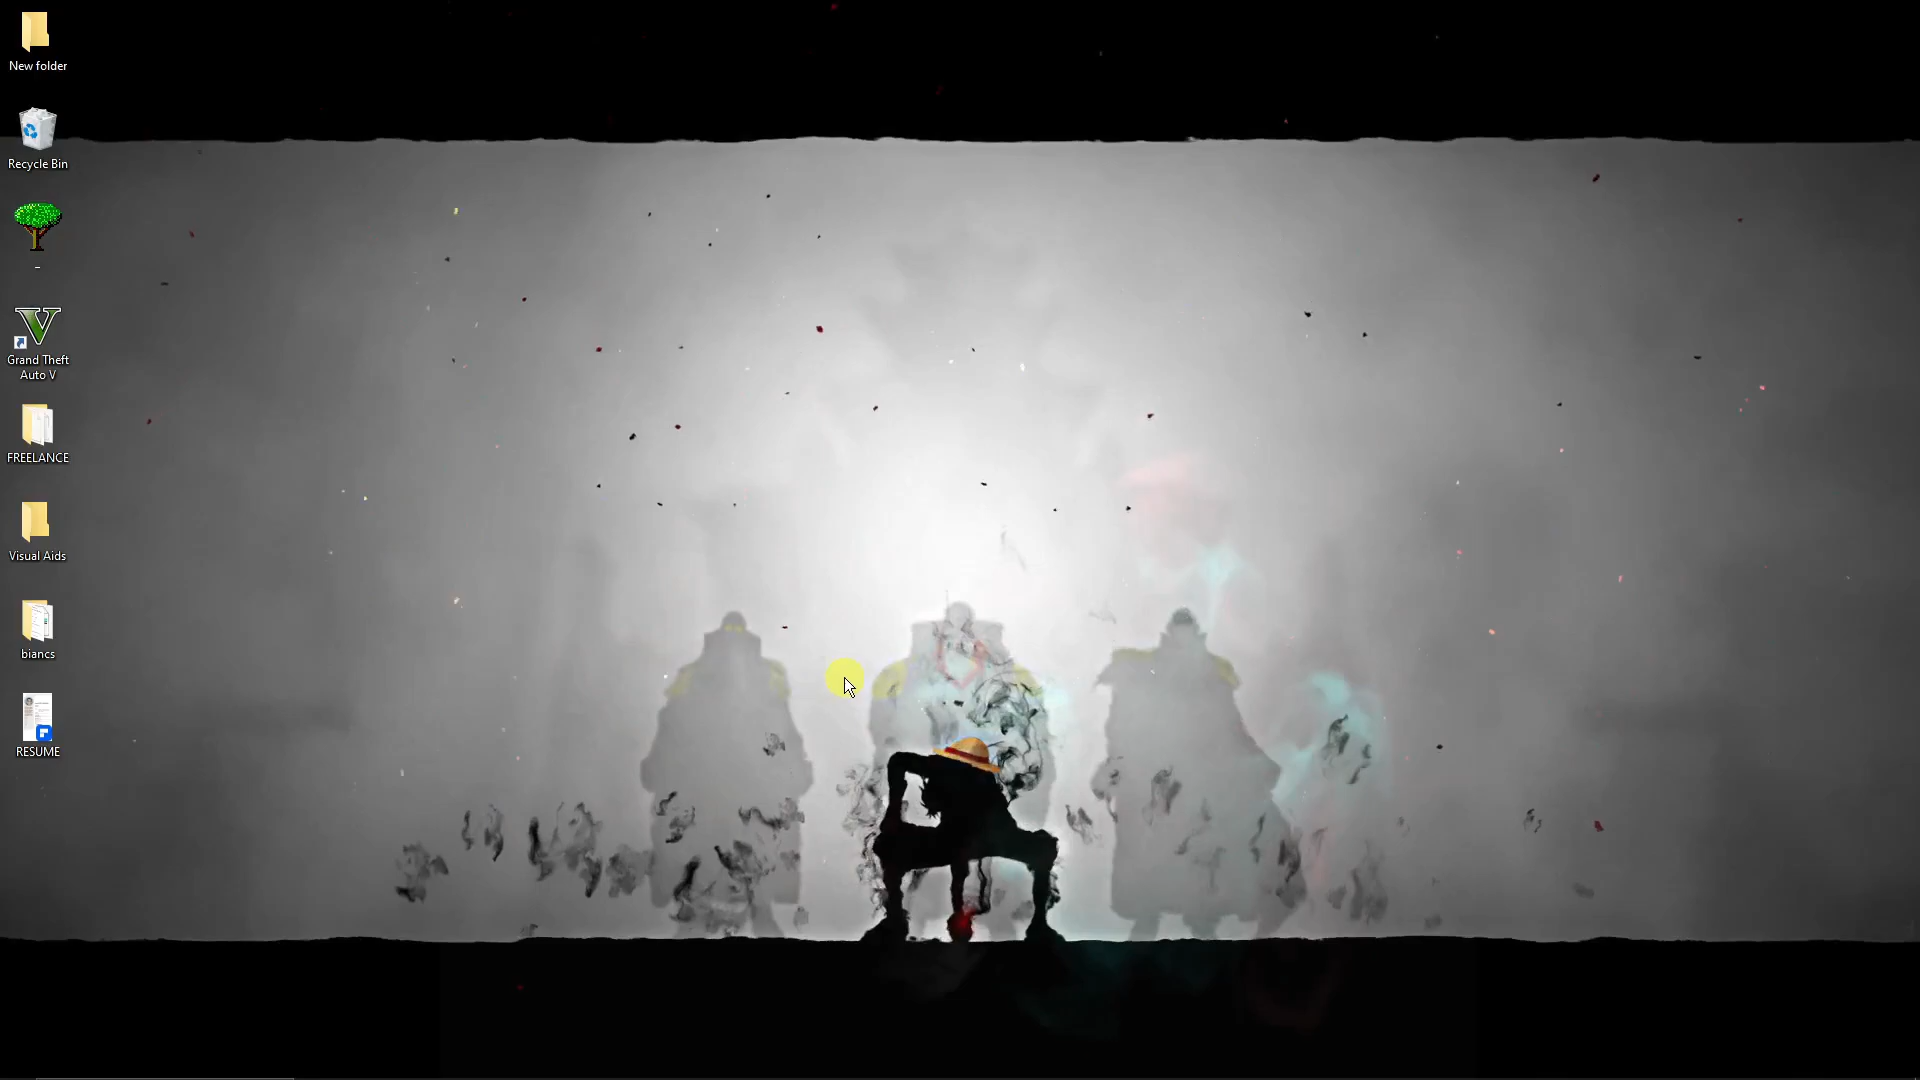 New folder
Recycle Bin
_
Grand Theft
Auto V
FREELANCE
Visual Aids
biancs
RESUME